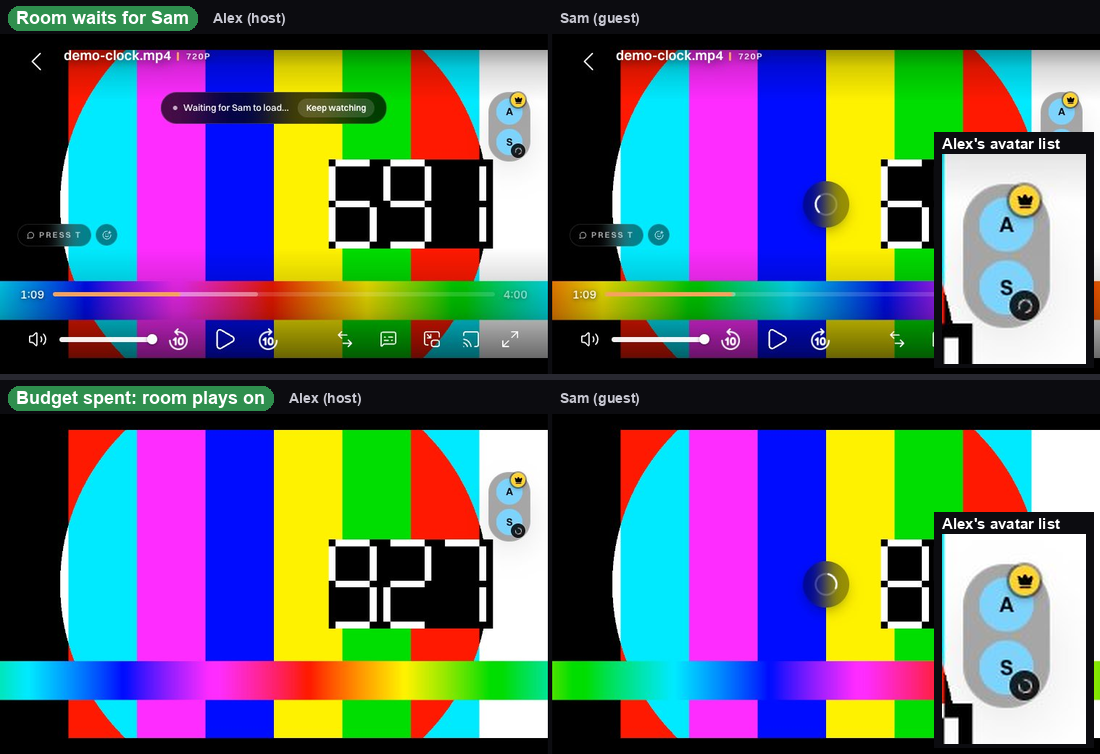 Room waits for Sam
Alex (host)
Sam (guest)
demo-clock.mp4 720P
demo-clock.mp4 720P
Waiting for Sam to load... Keep watching
A
S
A
Alex's avatar list
A
S
691
6
PRESS T
PRESS T
1:09
4:00
1:09
10
10
10
10
Budget spent: room plays on
Alex (host)
Sam (guest)
A
S
Alex's avatar list
A
S